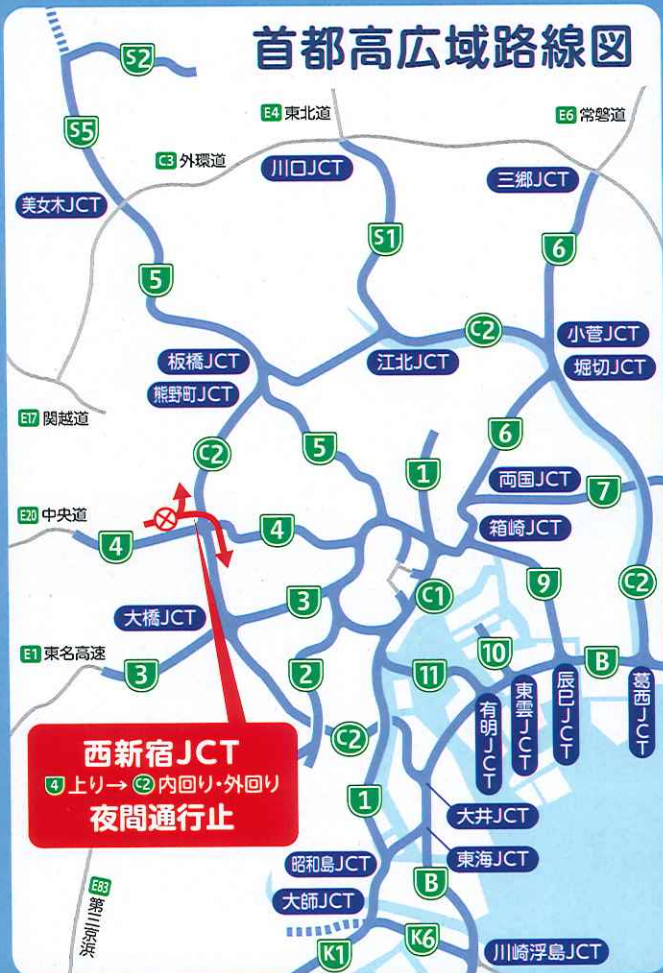 首都高広域路線図
S2
E4 東北道
E6 常磐道
S5
C3 外環道
川口JCT
三郷JCT
美女木JCT
S1
6
5
C2
小菅JCT
板橋JCT
江北JCT
堀切JCT
熊野町JCT
E17 関越道
C2
5
1
6
両国JCT
7
E20 中央道
4
4
箱崎JCT
3
C1
9
C2
大橋JCT
E1 東名高速
3
2
11
10
B
有明JCT
東雲JCT
辰巳JCT
葛西JCT
C2
西新宿JCT
4 上り→C2内回り・外回り
夜間通行止
1
大井JCT
昭和島JCT
東海JCT
E83 第三京浜
大師JCT
B
K1
K6
川崎浮島JCT